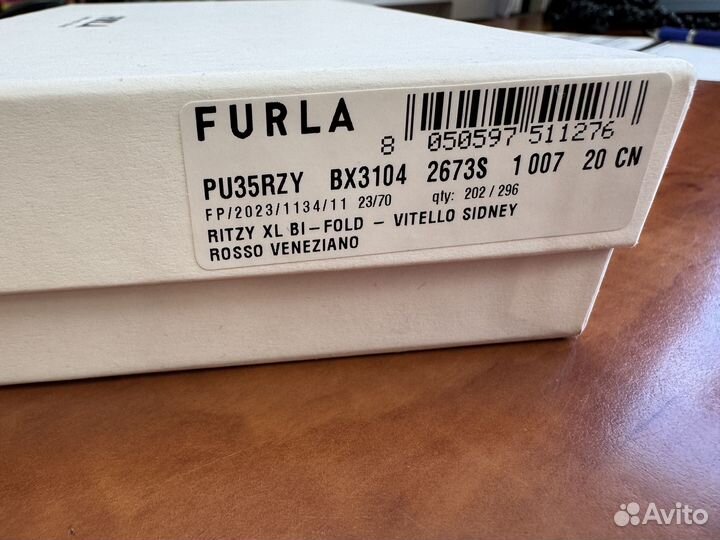 FURLA
8 050597 511276
PU35RZY BX3104 2673S 1 007 20 CN
FP/2023/1134/11 23/70 qty: 202 / 296
RITZY XL BI-FOLD - VITELLO SIDNEY
ROSSO VENEZIANO
Avito